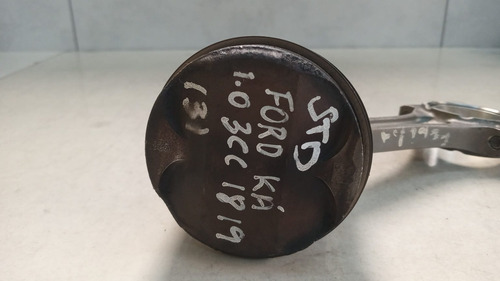 STD
FORD KÁ
1.0 3CC 1819
(3)